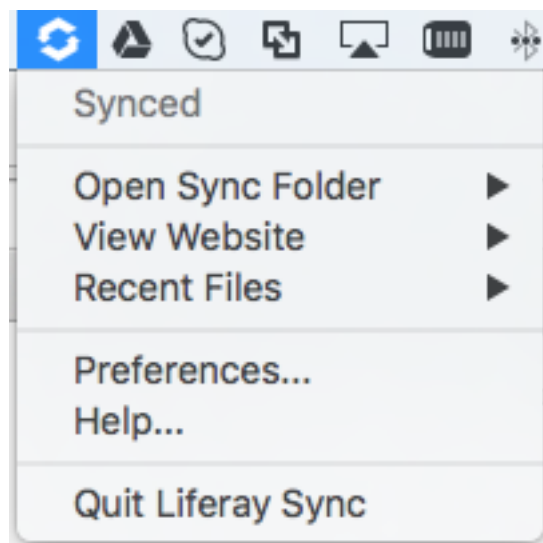 Synced
Open Sync Folder
View Website
Recent Files
Preferences...
Help...
Quit Liferay Sync